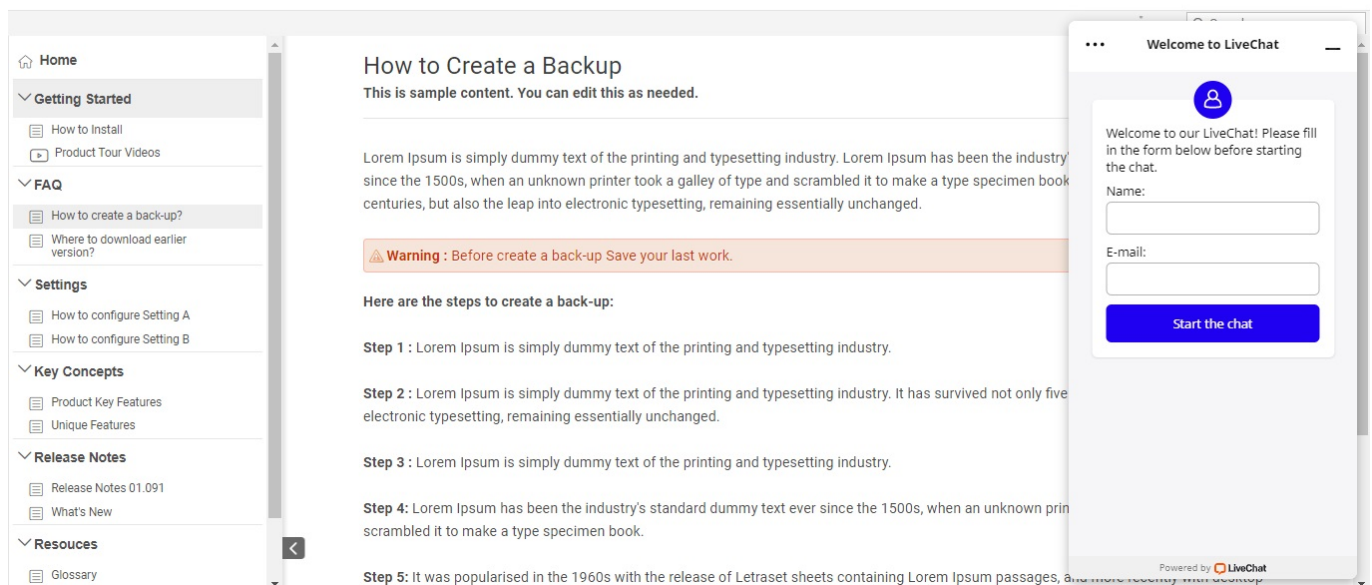 Home
Getting Started
How to Install
Product Tour Videos
FAQ
How to create a back-up?
Where to download earlier
version?
Settings
How to configure Setting A
How to configure Setting B
Key Concepts
Product Key Features
Unique Features
Release Notes
Release Notes 01.091
What's New
Resouces
Glossary
How to Create a Backup
This is sample content. You can edit this as needed.
Lorem Ipsum is simply dummy text of the printing and typesetting industry. Lorem Ipsum has been the industry'
since the 1500s, when an unknown printer took a galley of type and scrambled it to make a type specimen book
centuries, but also the leap into electronic typesetting, remaining essentially unchanged.
Warning : Before create a back-up Save your last work.
Here are the steps to create a back-up:
Step 1 : Lorem Ipsum is simply dummy text of the printing and typesetting industry.
Step 2 : Lorem Ipsum is simply dummy text of the printing and typesetting industry. It has survived not only five
electronic typesetting, remaining essentially unchanged.
Step 3 : Lorem Ipsum is simply dummy text of the printing and typesetting industry.
Step 4: Lorem Ipsum has been the industry's standard dummy text ever since the 1500s, when an unknown prin
scrambled it to make a type specimen book.
Step 5: It was popularised in the 1960s with the release of Letraset sheets containing Lorem Ipsum passages, and more recently with desktop
Welcome to LiveChat
Welcome to our LiveChat! Please fill
in the form below before starting
the chat.
Name:
E-mail:
Start the chat
Powered by LiveChat